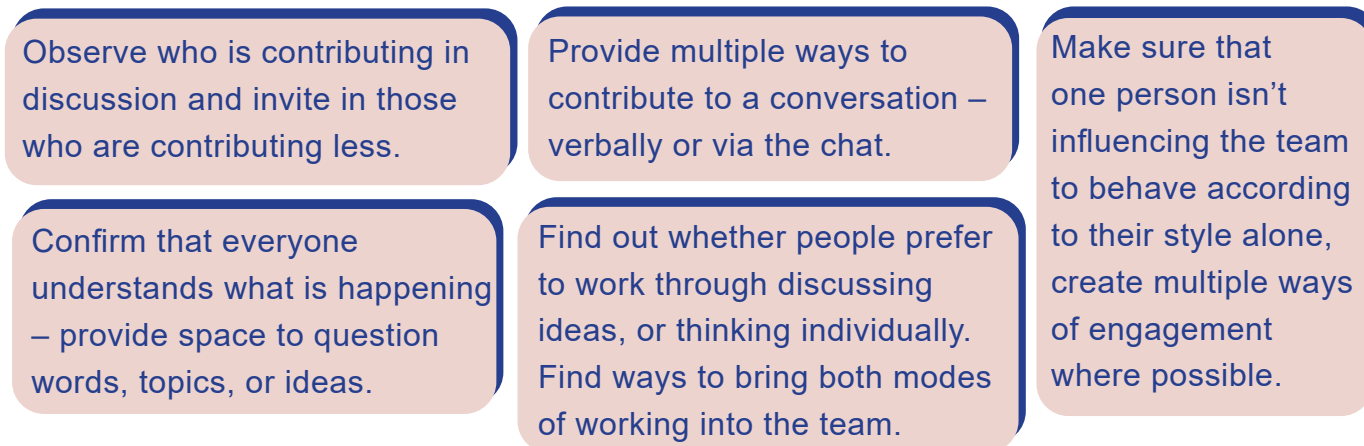 Observe who is contributing in
discussion and invite in those
who are contributing less.
Provide multiple ways to
contribute to a conversation –
verbally or via the chat.
Make sure that
one person isn’t
influencing the team
to behave according
to their style alone,
create multiple ways
of engagement
where possible.
Confirm that everyone
understands what is happening
– provide space to question
words, topics, or ideas.
Find out whether people prefer
to work through discussing
ideas, or thinking individually.
Find ways to bring both modes
of working into the team.